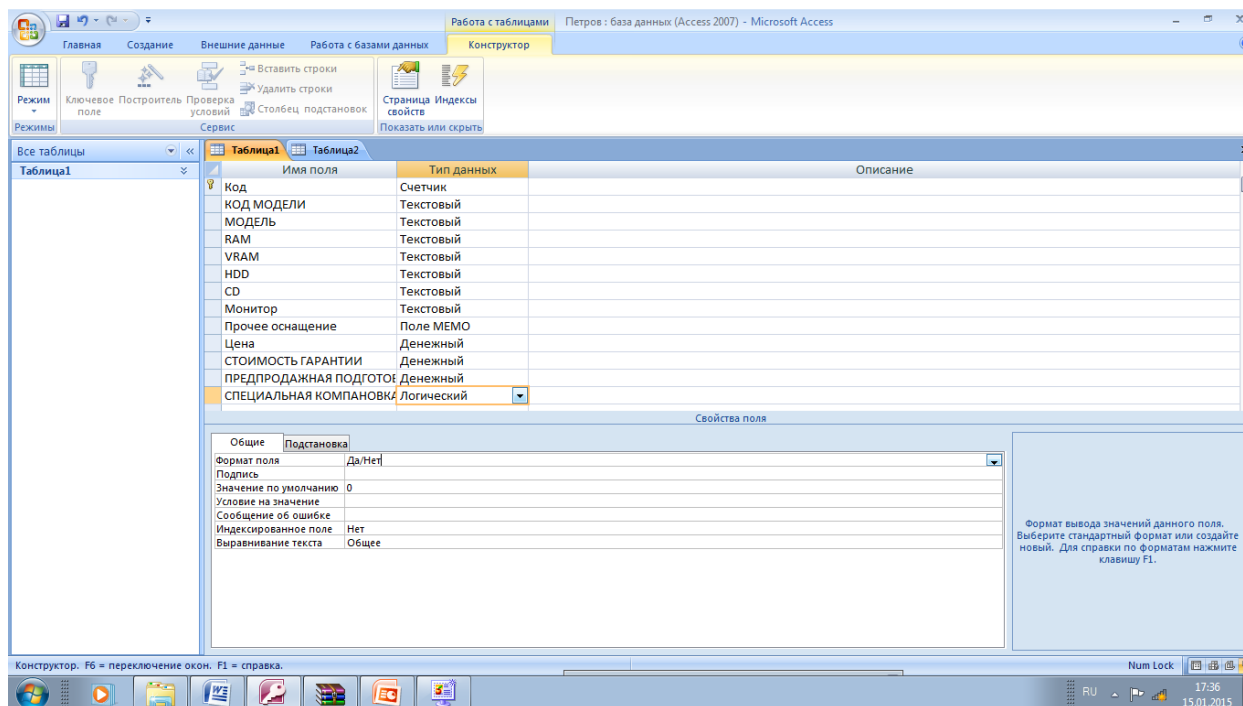 Работа с таблицами Петров : база данных (Access 2007) - Microsoft Access
Главная Создание Внешние данные Работа с базами данных Конструктор
Режим
Ключевое поле
Построитель
Проверка условий
Вставить строки
Удалить строки
Столбец подстановок
Страница свойств
Индексы
Режимы Сервис Показать или скрыть
Все таблицы
Таблица1
Таблица1 Таблица2
Имя поля Тип данных Описание
Код Счетчик
КОД МОДЕЛИ Текстовый
МОДЕЛЬ Текстовый
RAM Текстовый
VRAM Текстовый
HDD Текстовый
CD Текстовый
Монитор Текстовый
Прочее оснащение Поле МЕМО
Цена Денежный
СТОИМОСТЬ ГАРАНТИИ Денежный
ПРЕДПРОДАЖНАЯ ПОДГОТОВ Денежный
СПЕЦИАЛЬНАЯ КОМПАНОВКА Логический
Свойства поля
Общие Подстановка
Формат поля Да/Нет
Подпись
Значение по умолчанию 0
Условие на значение
Сообщение об ошибке
Индексированное поле Нет
Выравнивание текста Общее
Формат вывода значений данного поля.
Выберите стандартный формат или создайте
новый. Для справки по форматам нажмите
клавишу F1.
Конструктор. F6 = переключение окон. F1 = справка. Num Lock
RU 17:36
15.01.2015